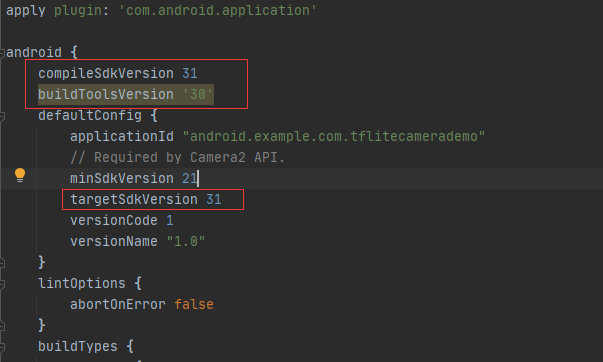 apply plugin: 'com.android.application'
android {
compileSdkVersion 31
buildToolsVersion '30'
defaultConfig {
applicationId "android.example.com.tflitecamerademo"
// Required by Camera2 API.
minSdkVersion 21
targetSdkVersion 31
versionCode 1
versionName "1.0"
}
lintOptions {
abortOnError false
}
buildTypes {